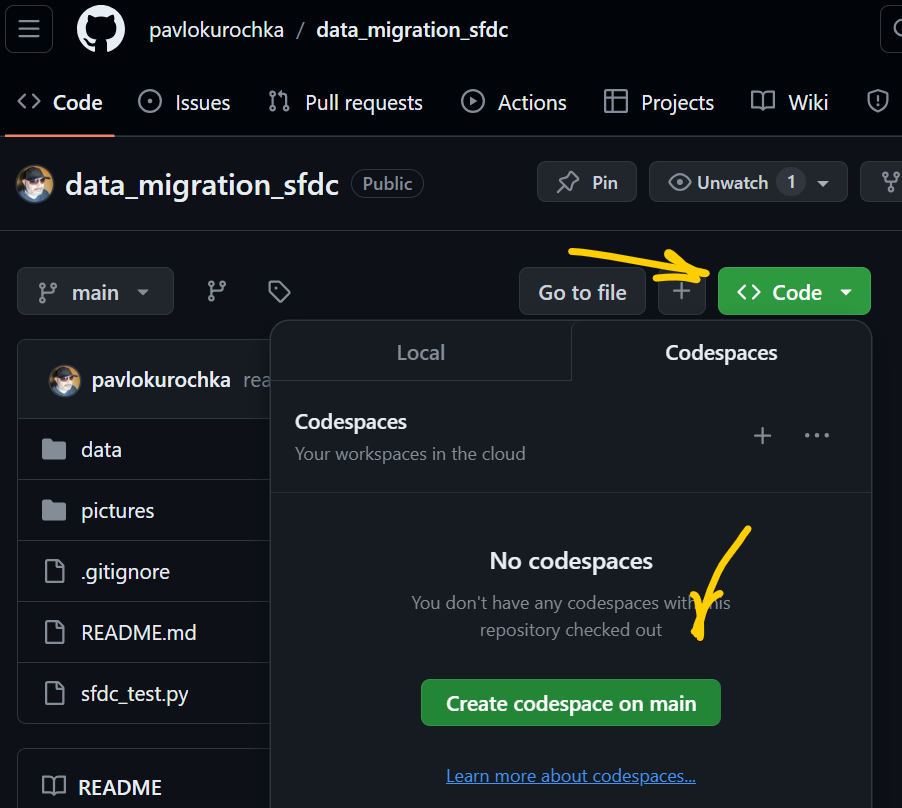 pavlokurochka / data_migration_sfdc
Code Issues Pull requests Actions Projects Wiki
data_migration_sfdc Public Pin Unwatch 1
main Go to file Code
Local Codespaces
pavlokurochka rea
Codespaces
Your workspaces in the cloud
data
pictures
No codespaces
.gitignore
You don't have any codespaces with this
repository checked out
README.md
sfdc_test.py
Create codespace on main
Learn more about codespaces...
README